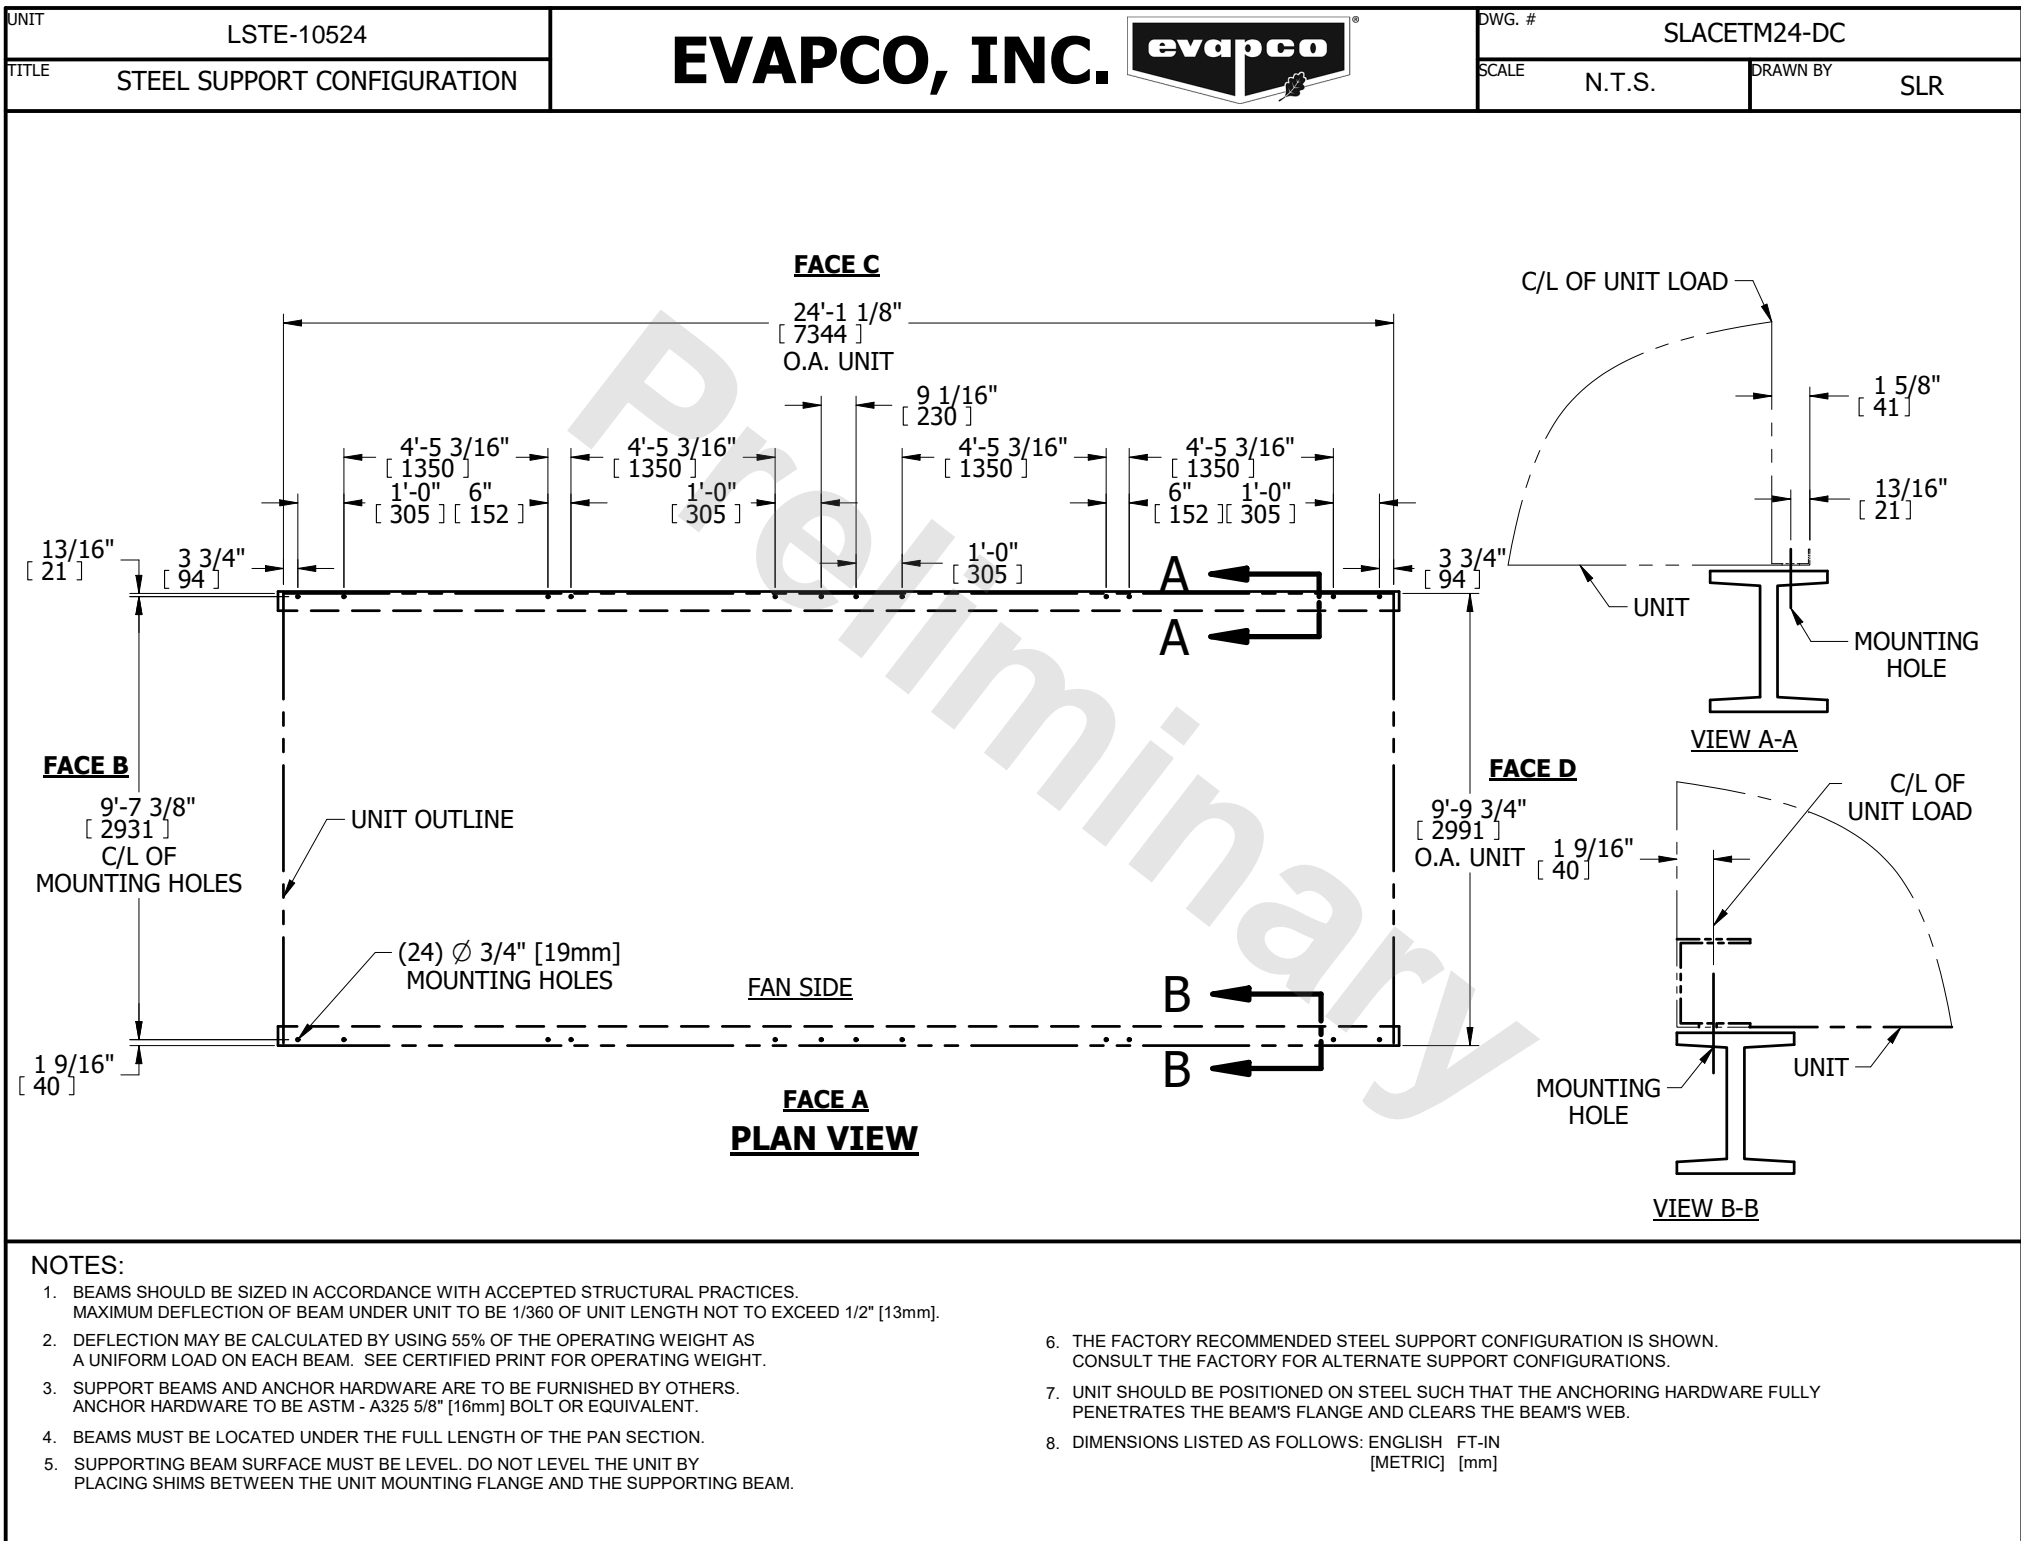 UNIT
LSTE-10524
TITLE
STEEL SUPPORT CONFIGURATION
EVAPCO, INC.
evapco
®
DWG. #
SLACETM24-DC
SCALE
N.T.S.
DRAWN BY
SLR
FACE C
24'-1 1/8"
[ 7344 ]
O.A. UNIT
9 1/16"
[ 230 ]
4'-5 3/16"
[ 1350 ]
4'-5 3/16"
[ 1350 ]
4'-5 3/16"
[ 1350 ]
4'-5 3/16"
[ 1350 ]
1'-0"
[ 305 ]
6"
[ 152 ]
1'-0"
[ 305 ]
6"
[ 152 ]
1'-0"
[ 305 ]
13/16"
[ 21 ]
3 3/4"
[ 94 ]
1'-0"
[ 305 ]
3 3/4"
[ 94 ]
A
A
FACE B
9'-7 3/8"
[ 2931 ]
C/L OF
MOUNTING HOLES
UNIT OUTLINE
FACE D
9'-9 3/4"
[ 2991 ]
O.A. UNIT
(24) ∅ 3/4" [19mm]
MOUNTING HOLES
FAN SIDE
B
B
1 9/16"
[ 40 ]
FACE A
PLAN VIEW
Preliminary
C/L OF UNIT LOAD
1 5/8"
[ 41 ]
13/16"
[ 21 ]
UNIT
MOUNTING
HOLE
VIEW A-A
C/L OF
UNIT LOAD
1 9/16"
[ 40 ]
UNIT
MOUNTING
HOLE
VIEW B-B
NOTES:
1. BEAMS SHOULD BE SIZED IN ACCORDANCE WITH ACCEPTED STRUCTURAL PRACTICES.
MAXIMUM DEFLECTION OF BEAM UNDER UNIT TO BE 1/360 OF UNIT LENGTH NOT TO EXCEED 1/2" [13mm].
2. DEFLECTION MAY BE CALCULATED BY USING 55% OF THE OPERATING WEIGHT AS
A UNIFORM LOAD ON EACH BEAM. SEE CERTIFIED PRINT FOR OPERATING WEIGHT.
3. SUPPORT BEAMS AND ANCHOR HARDWARE ARE TO BE FURNISHED BY OTHERS.
ANCHOR HARDWARE TO BE ASTM - A325 5/8" [16mm] BOLT OR EQUIVALENT.
4. BEAMS MUST BE LOCATED UNDER THE FULL LENGTH OF THE PAN SECTION.
5. SUPPORTING BEAM SURFACE MUST BE LEVEL. DO NOT LEVEL THE UNIT BY
PLACING SHIMS BETWEEN THE UNIT MOUNTING FLANGE AND THE SUPPORTING BEAM.
6. THE FACTORY RECOMMENDED STEEL SUPPORT CONFIGURATION IS SHOWN.
CONSULT THE FACTORY FOR ALTERNATE SUPPORT CONFIGURATIONS.
7. UNIT SHOULD BE POSITIONED ON STEEL SUCH THAT THE ANCHORING HARDWARE FULLY
PENETRATES THE BEAM'S FLANGE AND CLEARS THE BEAM'S WEB.
8. DIMENSIONS LISTED AS FOLLOWS: ENGLISH FT-IN
[METRIC] [mm]